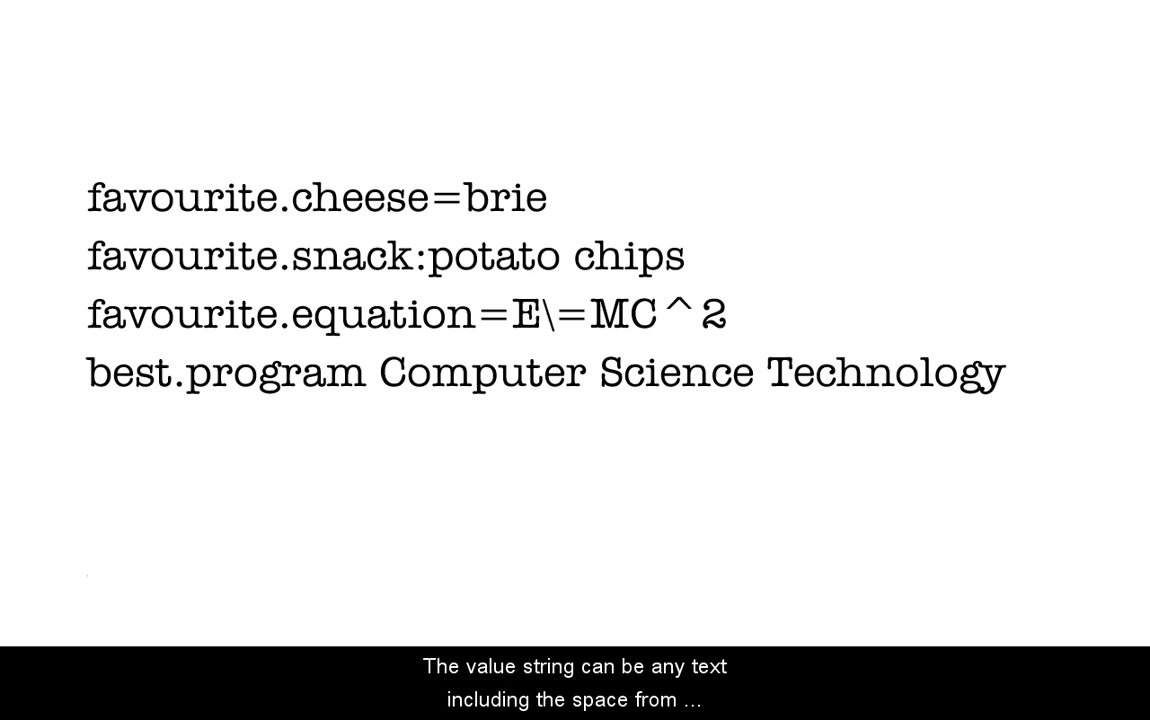 favourite.cheese=brie
favourite.snack:potato chips
favourite.equation=E\=MC^2
best.program Computer Science Technology
The value string can be any text
including the space from ...